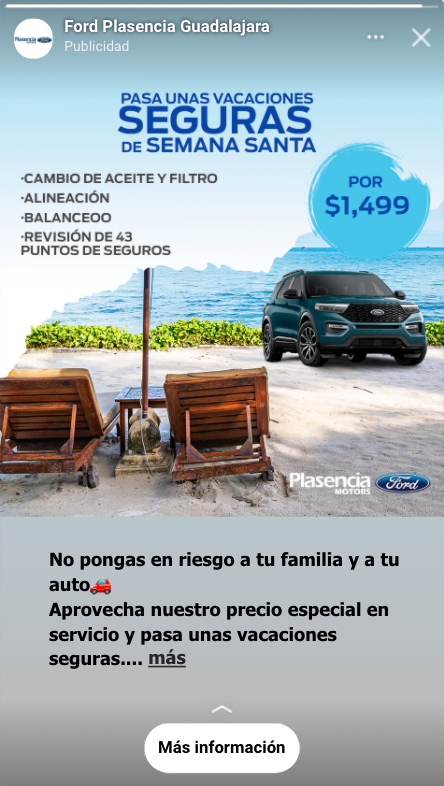 Ford Plasencia Guadalajara
Publicidad
PASA UNAS VACACIONES
SEGURAS
DE SEMANA SANTA
·CAMBIO DE ACEITE Y FILTRO
·ALINEACIÓN
·BALANCEOO
·REVISIÓN DE 43
PUNTOS DE SEGUROS
POR
$1,499
Plasencia
MOTORS
Ford
No pongas en riesgo a tu familia y a tu
auto🚗
Aprovecha nuestro precio especial en
servicio y pasa unas vacaciones
seguras.... más
Más información